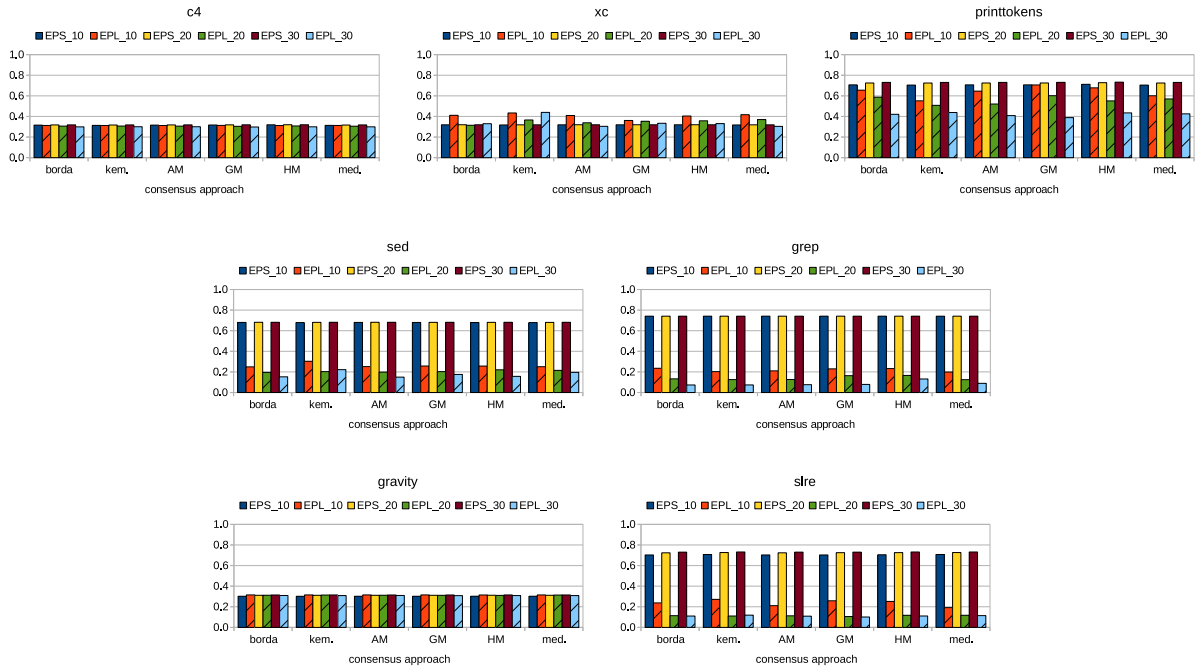 c4
EPS_10 EPL_10 EPS_20 EPL_20 EPS_30 EPL_30
1.0
0.8
0.6
0.4
0.2
0.0
borda kem. AM GM HM med.
consensus approach
xc
EPS_10 EPL_10 EPS_20 EPL_20 EPS_30 EPL_30
1.0
0.8
0.6
0.4
0.2
0.0
borda kem. AM GM HM med.
consensus approach
printtokens
EPS_10 EPL_10 EPS_20 EPL_20 EPS_30 EPL_30
1.0
0.8
0.6
0.4
0.2
0.0
borda kem. AM GM HM med.
consensus approach
sed
EPS_10 EPL_10 EPS_20 EPL_20 EPS_30 EPL_30
1.0
0.8
0.6
0.4
0.2
0.0
borda kem. AM GM HM med.
consensus approach
grep
EPS_10 EPL_10 EPS_20 EPL_20 EPS_30 EPL_30
1.0
0.8
0.6
0.4
0.2
0.0
borda kem. AM GM HM med.
consensus approach
gravity
EPS_10 EPL_10 EPS_20 EPL_20 EPS_30 EPL_30
1.0
0.8
0.6
0.4
0.2
0.0
borda kem. AM GM HM med.
consensus approach
slre
EPS_10 EPL_10 EPS_20 EPL_20 EPS_30 EPL_30
1.0
0.8
0.6
0.4
0.2
0.0
borda kem. AM GM HM med.
consensus approach